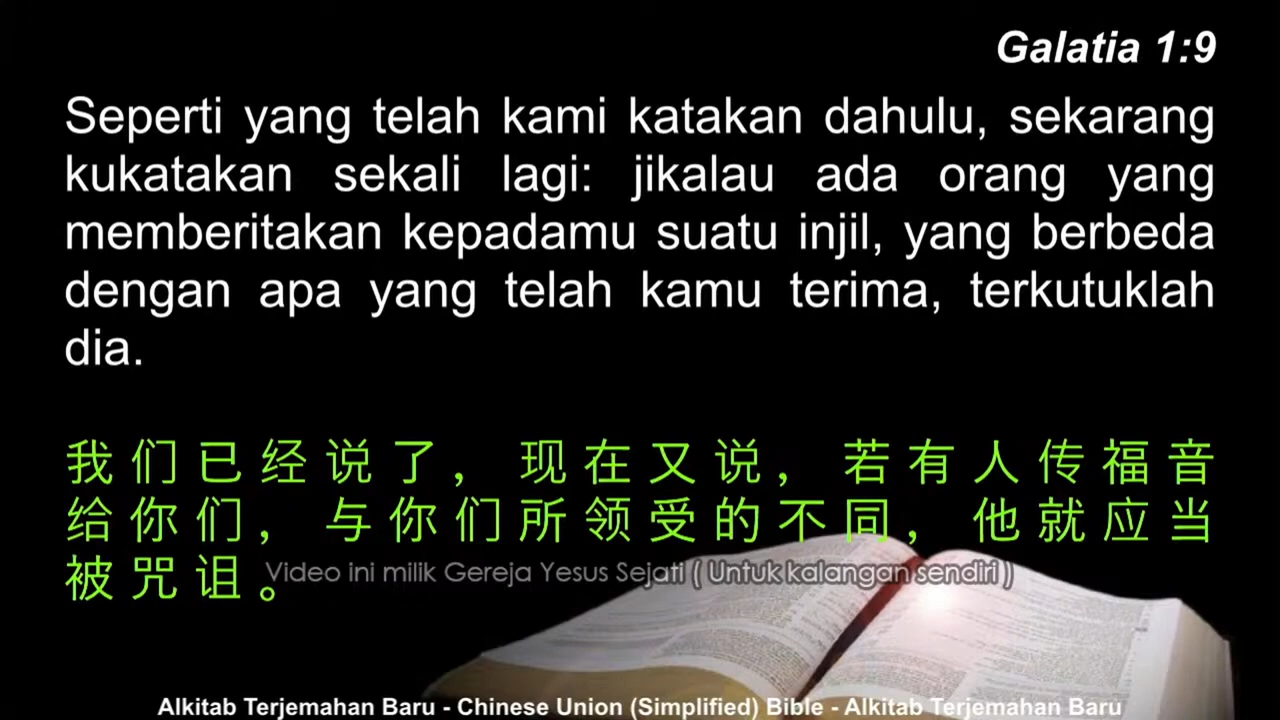 Galatia 1:9
Seperti yang telah kami katakan dahulu, sekarang
kukatakan sekali lagi: jikalau ada orang yang
memberitakan kepadamu suatu injil, yang berbeda
dengan apa yang telah kamu terima, terkutuklah
dia.
我们已经说了，现在又说，若有人传福音
给你们，与你们所领受的不同，他就应当
被咒诅。
Video ini milik Gereja Yesus Sejati ( Untuk kalangan sendiri )
Alkitab Terjemahan Baru - Chinese Union (Simplified) Bible - Alkitab Terjemahan Baru